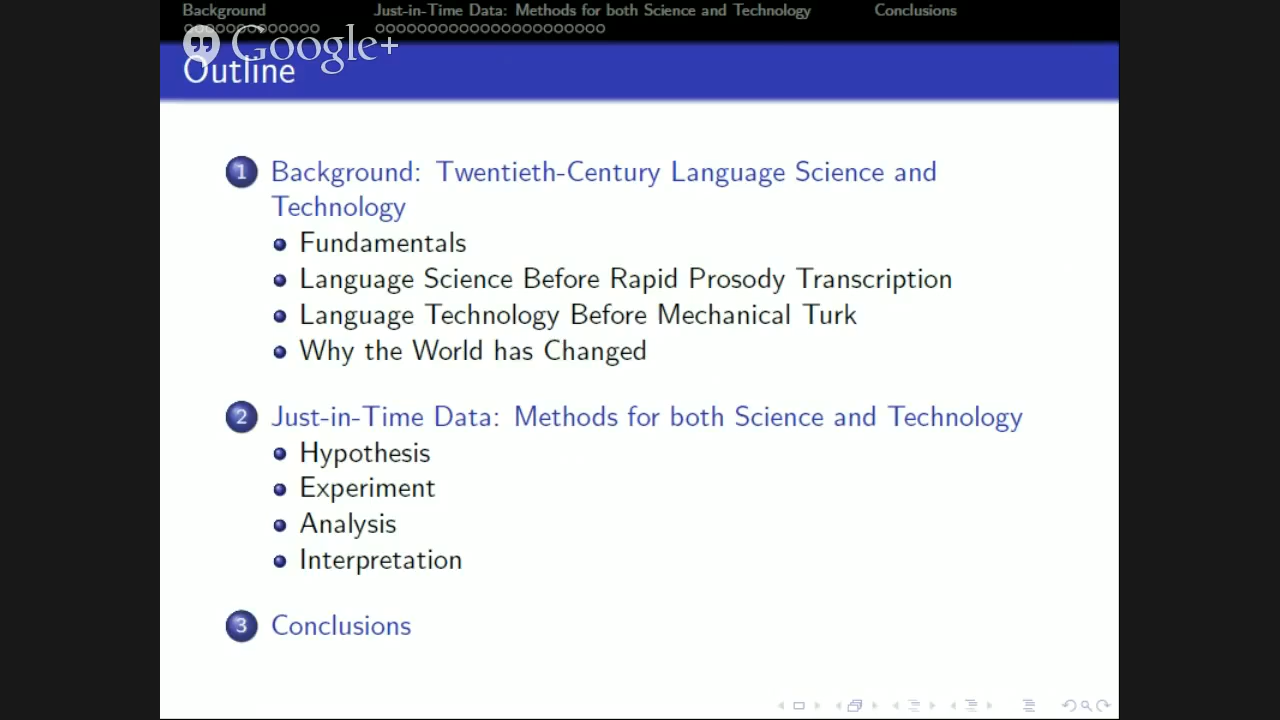 Background Just-in-Time Data: Methods for both Science and Technology Conclusions
Google+
Outline
1 Background: Twentieth-Century Language Science and
Technology
Fundamentals
Language Science Before Rapid Prosody Transcription
Language Technology Before Mechanical Turk
Why the World has Changed
2 Just-in-Time Data: Methods for both Science and Technology
Hypothesis
Experiment
Analysis
Interpretation
3 Conclusions